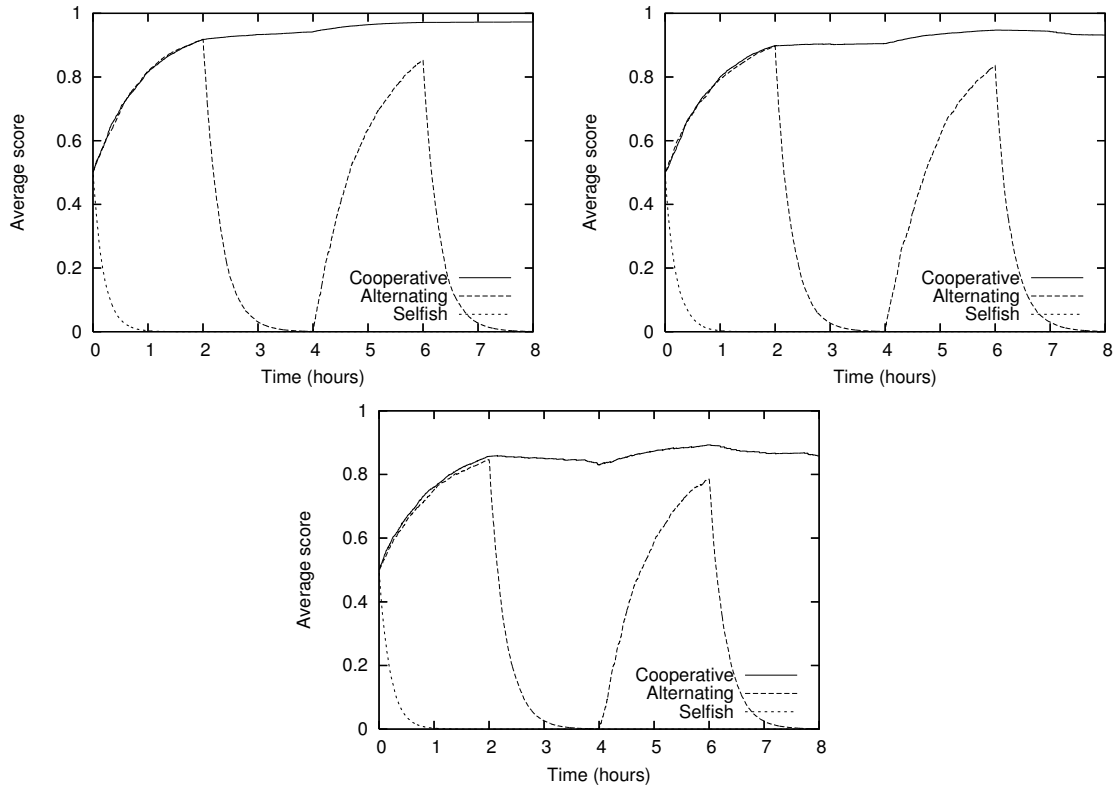 1
0.8
0.6
0.4
0.2
0
Average score
Cooperative
Alternating
Selfish
0 1 2 3 4 5 6 7 8
Time (hours)
1
0.8
0.6
0.4
0.2
0
Average score
Cooperative
Alternating
Selfish
0 1 2 3 4 5 6 7 8
Time (hours)
1
0.8
0.6
0.4
0.2
0
Average score
Cooperative
Alternating
Selfish
0 1 2 3 4 5 6 7 8
Time (hours)